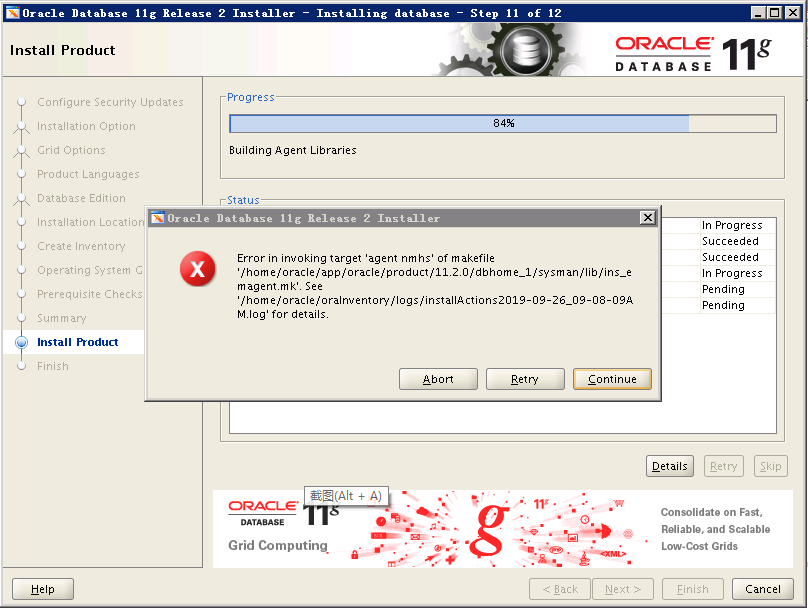 Oracle Database 11g Release 2 Installer - Installing database - Step 11 of 12
Install Product
ORACLE
DATABASE
11g
Configure Security Updates
Installation Option
Grid Options
Product Languages
Database Edition
Installation Location
Create Inventory
Operating System G
Prerequisite Checks
Summary
Install Product
Finish
Progress
84%
Building Agent Libraries
Status
In Progress
Succeeded
Succeeded
In Progress
Pending
Pending
Oracle Database 11g Release 2 Installer
Error in invoking target 'agent nmhs' of makefile
'/home/oracle/app/oracle/product/11.2.0/dbhome_1/sysman/lib/ins_e
magent.mk'. See
'/home/oracle/oraInventory/logs/installActions2019-09-26_09-08-09A
M.log' for details.
Abort
Retry
Continue
Details
Retry
Skip
截图(Alt + A)
ORACLE
DATABASE
11g
Grid Computing
g
11g
<XML>
Consolidate on Fast,
Reliable, and Scalable
Low-Cost Grids
Help
< Back
Next >
Finish
Cancel